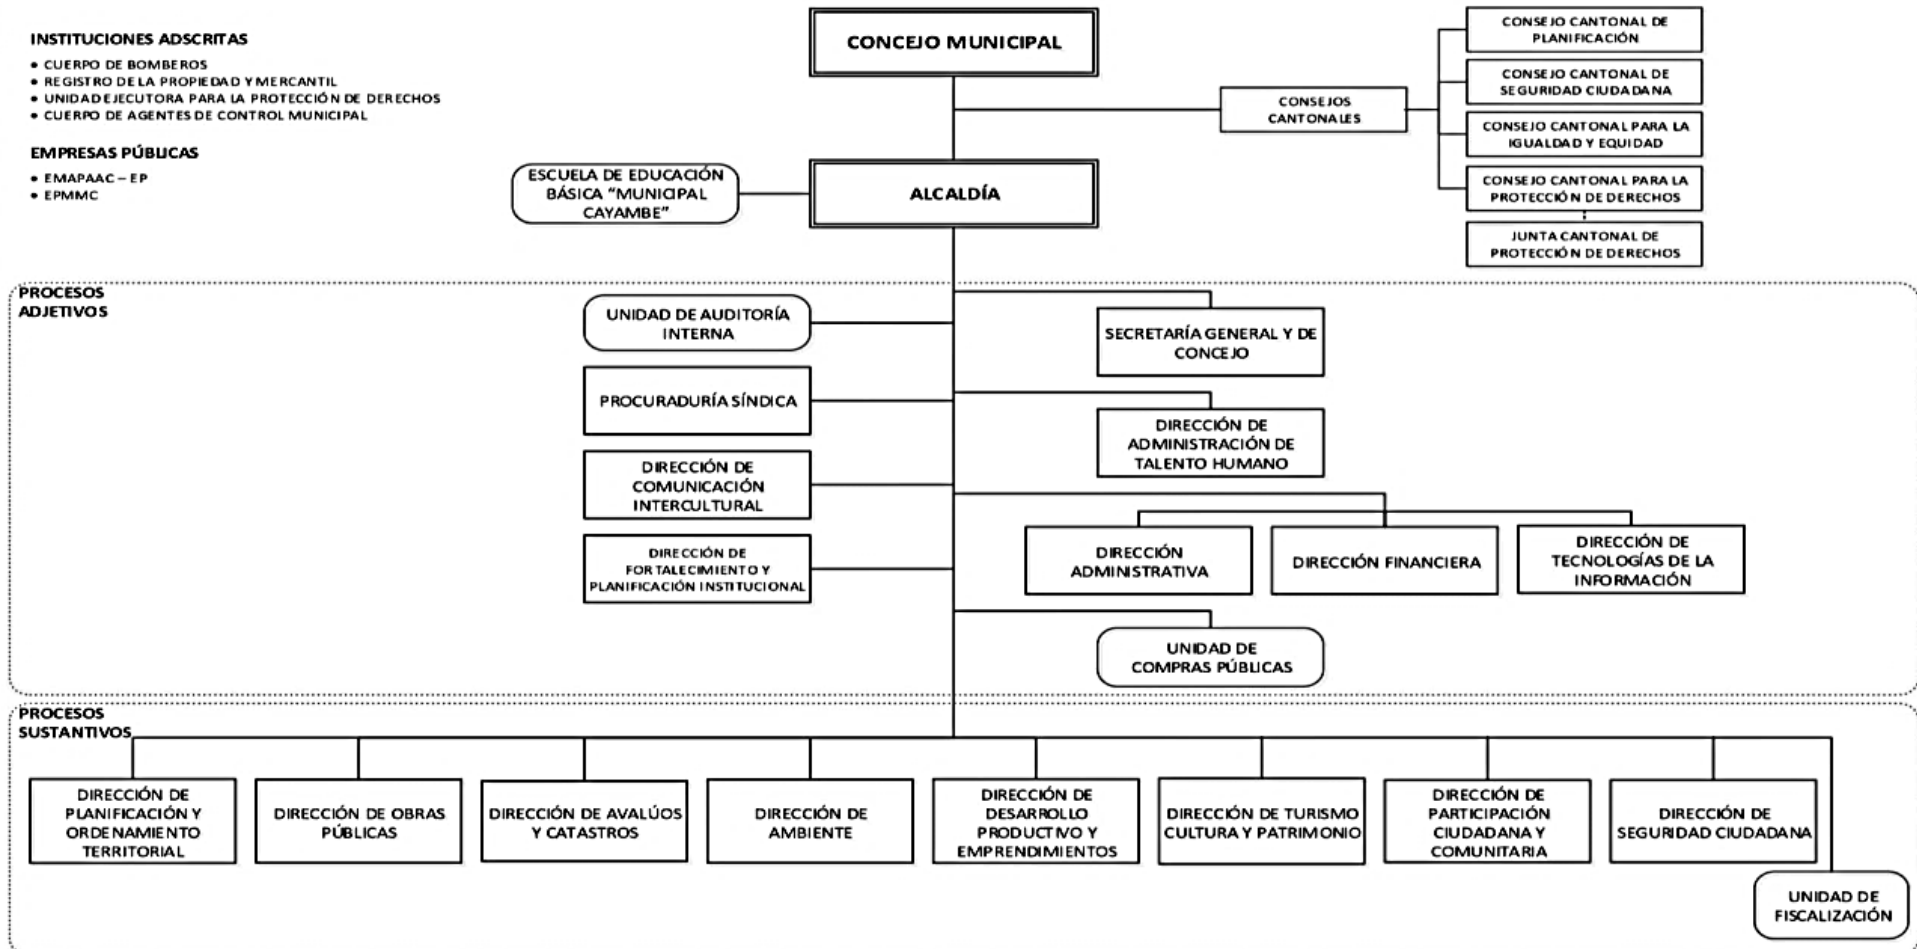 INSTITUCIONES ADSCRITAS
• CUERPO DE BOMBEROS
• REGISTRO DE LA PROPIEDAD Y MERCANTIL
• UNIDAD EJECUTORA PARA LA PROTECCIÓN DE DERECHOS
• CUERPO DE AGENTES DE CONTROL MUNICIPAL
EMPRESAS PÚBLICAS
• EMAPAAC – EP
• EPMMC
CONCEJO MUNICIPAL
CONSEJOS
CANTONALES
CONSEJO CANTONAL DE
PLANIFICACIÓN
CONSEJO CANTONAL DE
SEGURIDAD CIUDADANA
CONSEJO CANTONAL PARA LA
IGUALDAD Y EQUIDAD
CONSEJO CANTONAL PARA LA
PROTECCIÓN DE DERECHOS
JUNTA CANTONAL DE
PROTECCIÓN DE DERECHOS
ESCUELA DE EDUCACIÓN
BÁSICA “MUNICIPAL
CAYAMBE”
ALCALDÍA
PROCESOS
ADJETIVOS
UNIDAD DE AUDITORÍA
INTERNA
PROCURADURÍA SÍNDICA
DIRECCIÓN DE
COMUNICACIÓN
INTERCULTURAL
DIRECCIÓN DE
FORTALECIMIENTO Y
PLANIFICACIÓN INSTITUCIONAL
SECRETARÍA GENERAL Y DE
CONCEJO
DIRECCIÓN DE
ADMINISTRACIÓN DE
TALENTO HUMANO
DIRECCIÓN
ADMINISTRATIVA
DIRECCIÓN FINANCIERA
DIRECCIÓN DE
TECNOLOGÍAS DE LA
INFORMACIÓN
UNIDAD DE
COMPRAS PÚBLICAS
PROCESOS
SUSTANTIVOS
DIRECCIÓN DE
PLANIFICACIÓN Y
ORDENAMIENTO
TERRITORIAL
DIRECCIÓN DE OBRAS
PÚBLICAS
DIRECCIÓN DE AVALÚOS
Y CATASTROS
DIRECCIÓN DE
AMBIENTE
DIRECCIÓN DE
DESARROLLO
PRODUCTIVO Y
EMPRENDIMIENTOS
DIRECCIÓN DE TURISMO
CULTURA Y PATRIMONIO
DIRECCIÓN DE
PARTICIPACIÓN
CIUDADANA Y
COMUNITARIA
DIRECCIÓN DE
SEGURIDAD CIUDADANA
UNIDAD DE
FISCALIZACIÓN